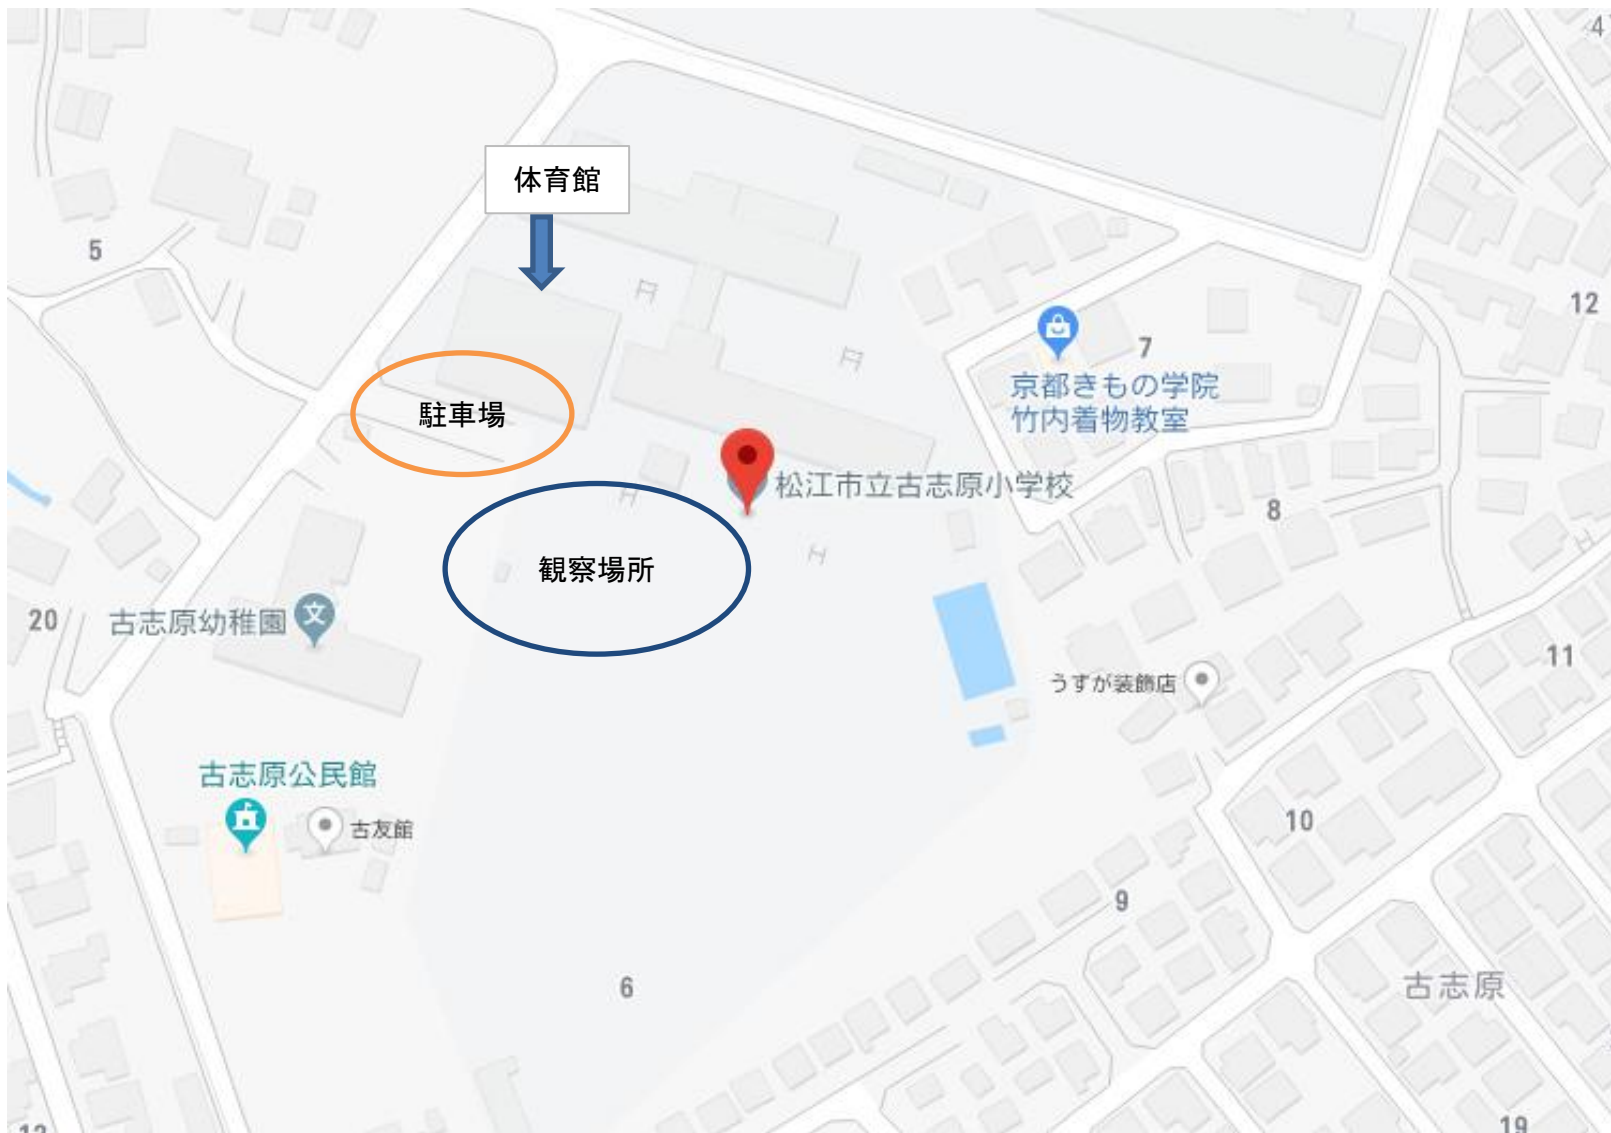 4
体育館
5
12
7
京都きもの学院
竹内着物教室
駐車場
松江市立古志原小学校
8
観察場所
20
古志原幼稚園
文
11
うすが装飾店
古志原公民館
古友館
10
9
古志原
6
19